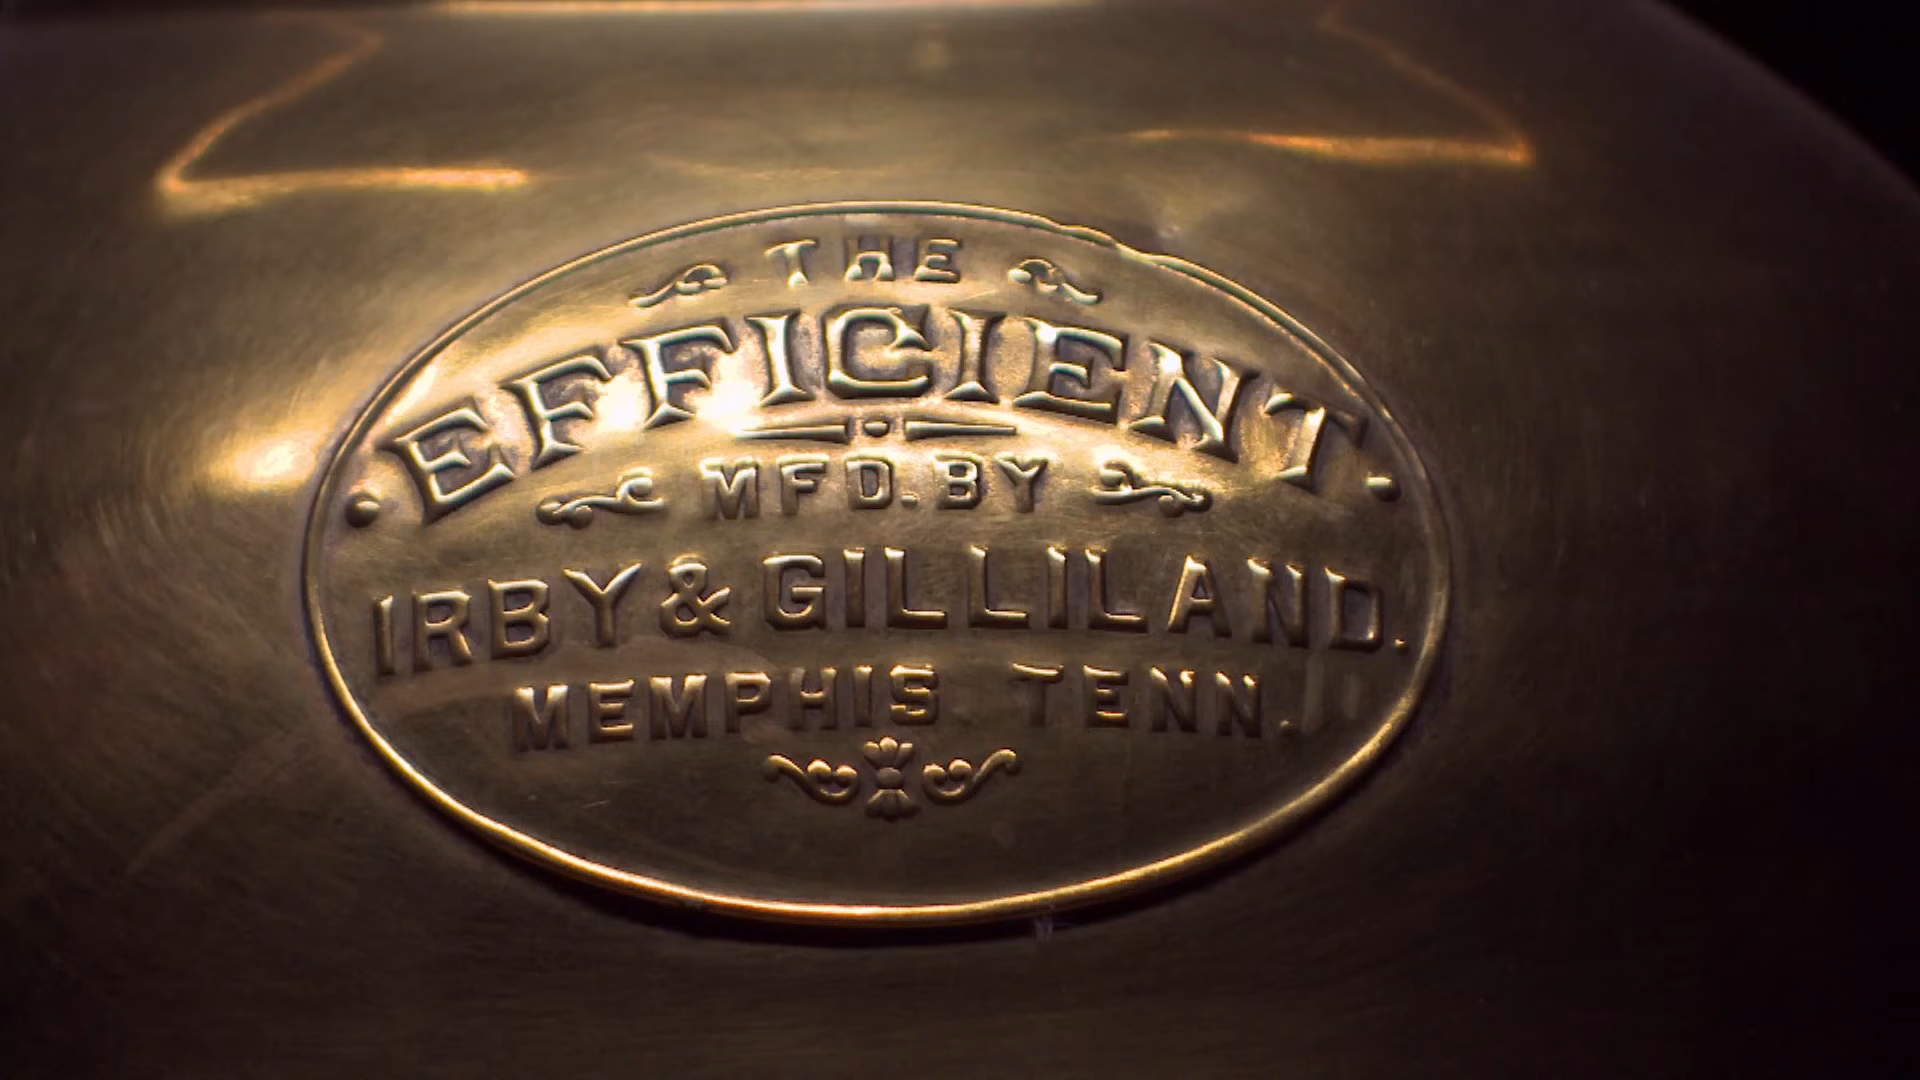 THE
EFFICIENT.
MFD. BY
IRBY & GILLILAND.
MEMPHIS TENN.